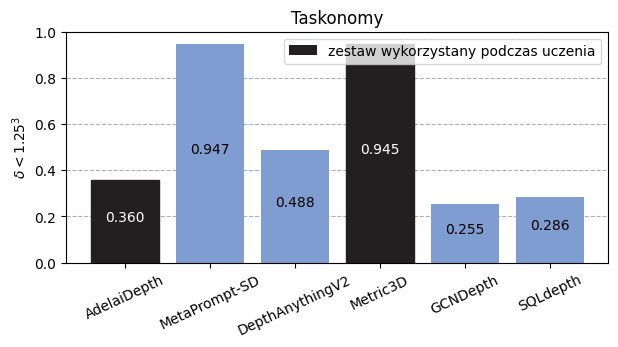 Taskonomy
zestaw wykorzystany podczas uczenia
δ < 1.25³
1.0
0.8
0.6
0.4
0.2
0.0
0.360
0.947
0.488
0.945
0.255
0.286
AdelaiDepth
MetaPrompt-SD
DepthAnythingV2
Metric3D
GCNDepth
SQLdepth